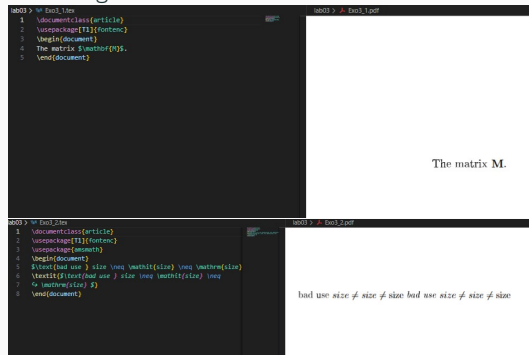 lab03 > Exo3_1.tex
1 \documentclass{article}
2 \usepackage[T1]{fontenc}
3 \begin{document}
4 The matrix $\mathbf{M}$.
5 \end{document}
lab03 > Exo3_1.pdf
The matrix M.
lab03 > Exo3_2.tex
1 \documentclass{article}
2 \usepackage[T1]{fontenc}
3 \usepackage{amsmath}
4 \begin{document}
5 $\text{bad use } size \neq \mathit{size} \neq \mathrm{size}
6 \textit{$\text{bad use } size \neq \mathit{size} \neq
7 \mathrm{size} $}
8 \end{document}
lab03 > Exo3_2.pdf
bad use size ≠ size ≠ size bad use size ≠ size ≠ size